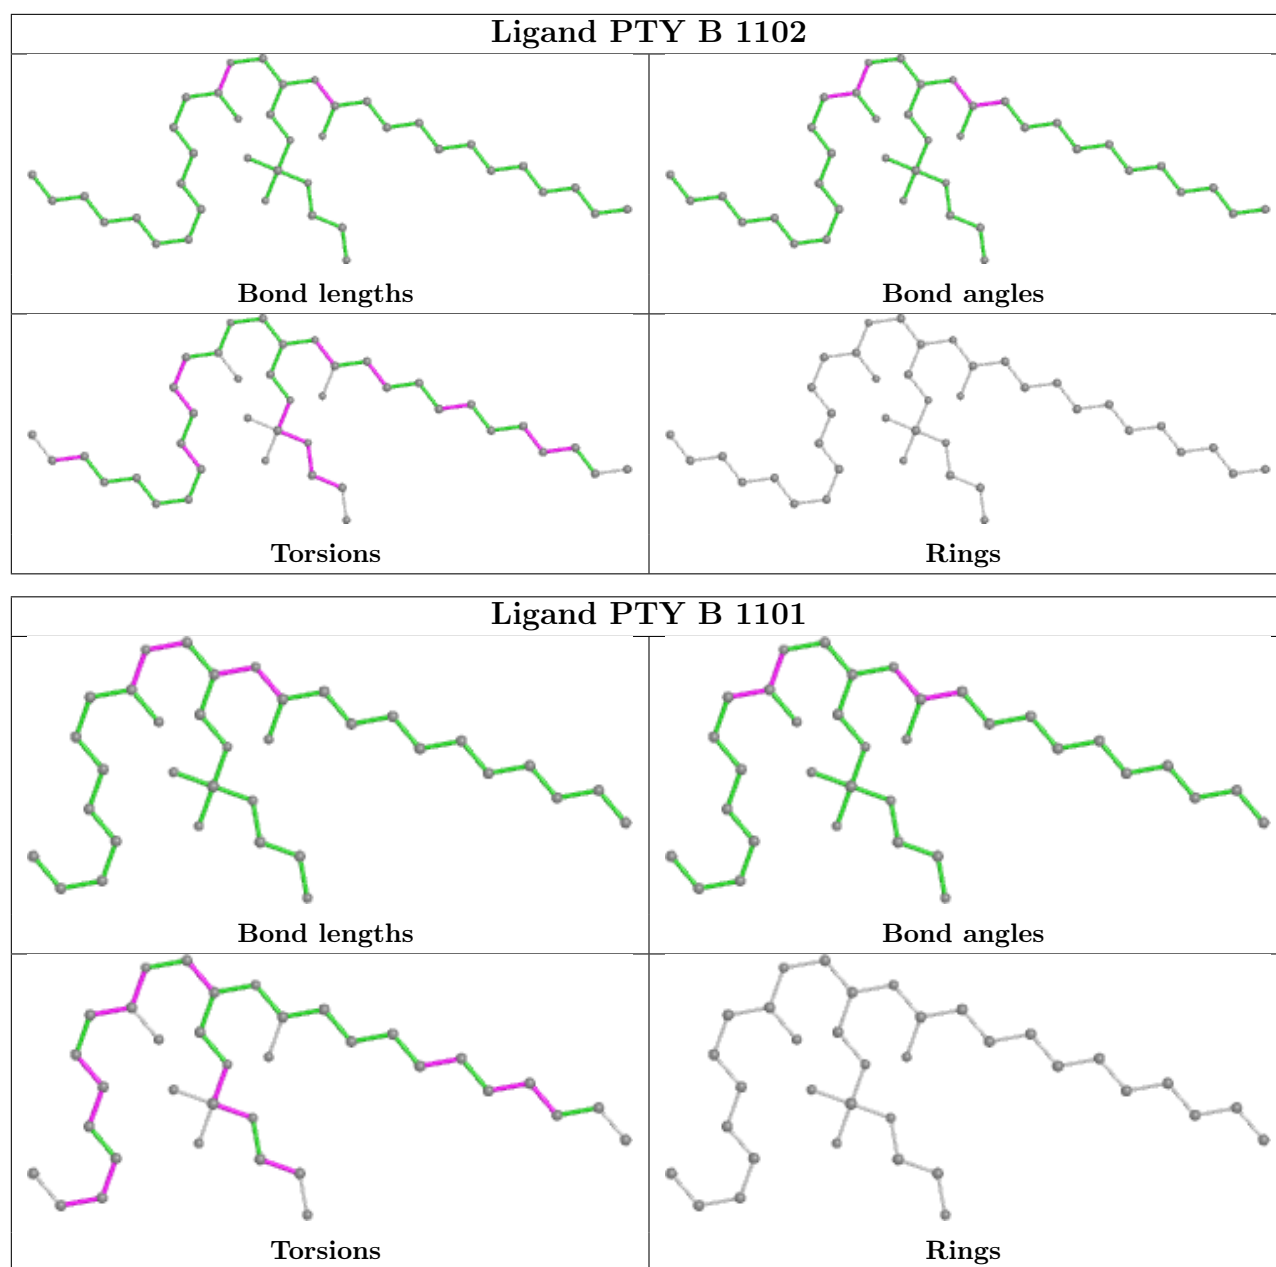 Ligand PTY B 1102
Bond lengths
Bond angles
Torsions
Rings
Ligand PTY B 1101
Bond lengths
Bond angles
Torsions
Rings